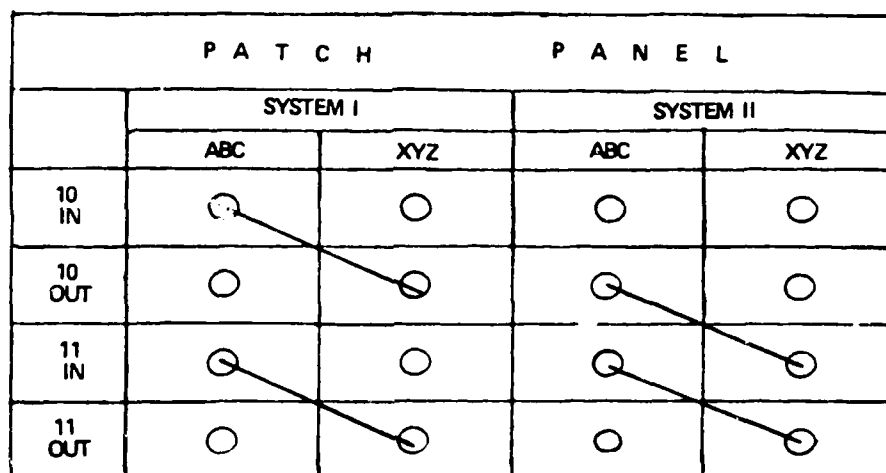 PATCH PANEL
SYSTEM I SYSTEM II
ABC XYZ ABC XYZ
10
IN
10
OUT
11
IN
11
OUT